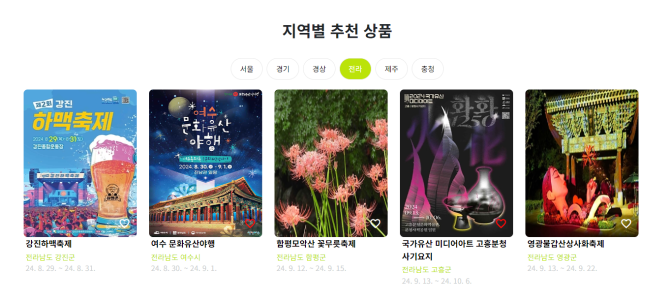 지역별 추천 상품
서울
경기
경상
전라
제주
충청
제2회 강진
하맥축제
여수
문화유산
야행
강진하맥축제
전라남도 강진군
24. 8. 29. ~ 24. 8. 31.
여수 문화유산야행
전라남도 여수시
24. 8. 30. ~ 24. 9. 1.
함평모악산 꽃무릇축제
전라남도 함평군
24. 9. 12. ~ 24. 9. 15.
국가유산 미디어아트 고흥분청
사기요지
전라남도 고흥군
24. 9. 13. ~ 24. 10. 6.
영광불갑산상사화축제
전라남도 영광군
24. 9. 13. ~ 24. 9. 22.